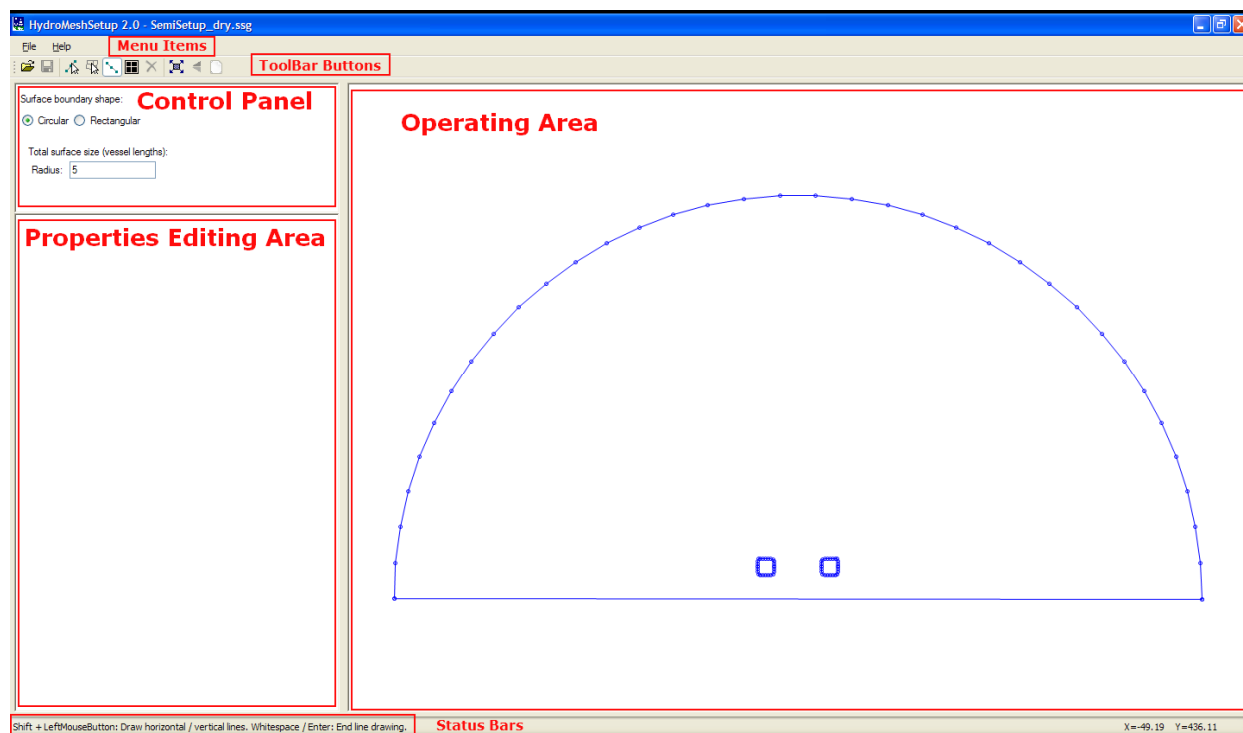 HydroMeshSetup 2.0 - SemiSetup_dry.ssg
File Help Menu Items
ToolBar Buttons
Surface boundary shape: Control Panel
Circular Rectangular
Total surface size (vessel lengths):
Radius: 5
Operating Area
Properties Editing Area
Shift + LeftMouseButton: Draw horizontal / vertical lines. Whitespace / Enter: End line drawing. Status Bars X=-49.19 Y=436.11